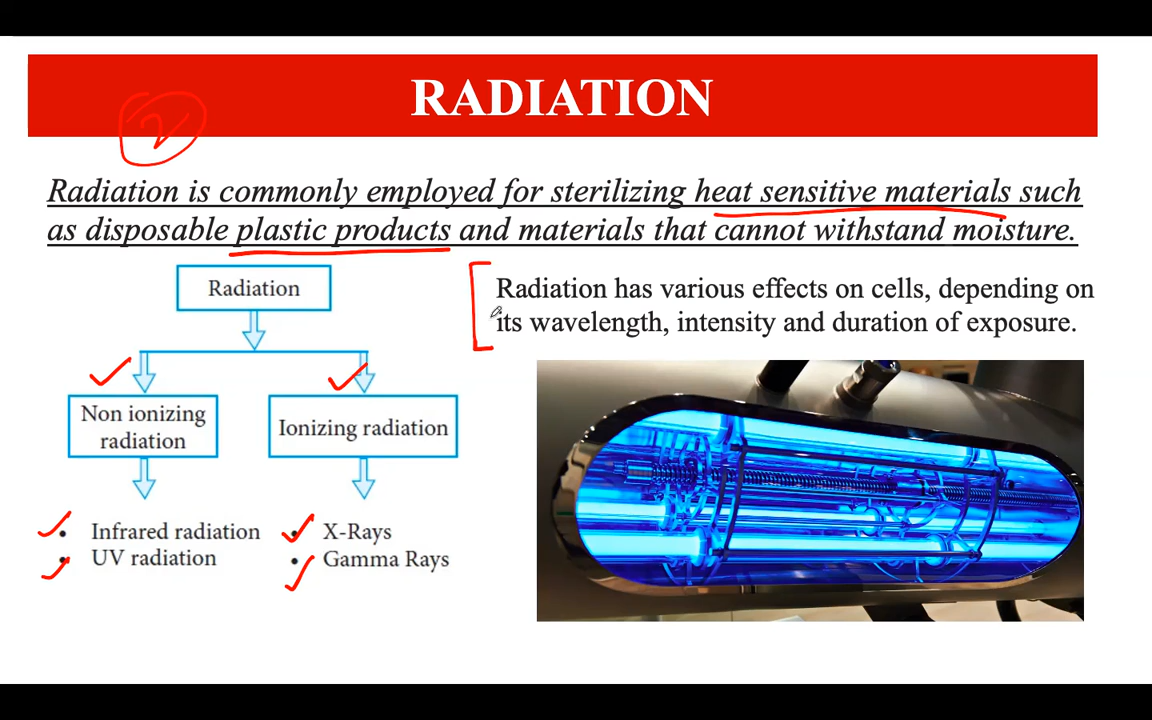 RADIATION
2
Radiation is commonly employed for sterilizing heat sensitive materials such
as disposable plastic products and materials that cannot withstand moisture.
Radiation
Non ionizing
radiation
Ionizing radiation
• Infrared radiation
• UV radiation
• X-Rays
• Gamma Rays
Radiation has various effects on cells, depending on
its wavelength, intensity and duration of exposure.